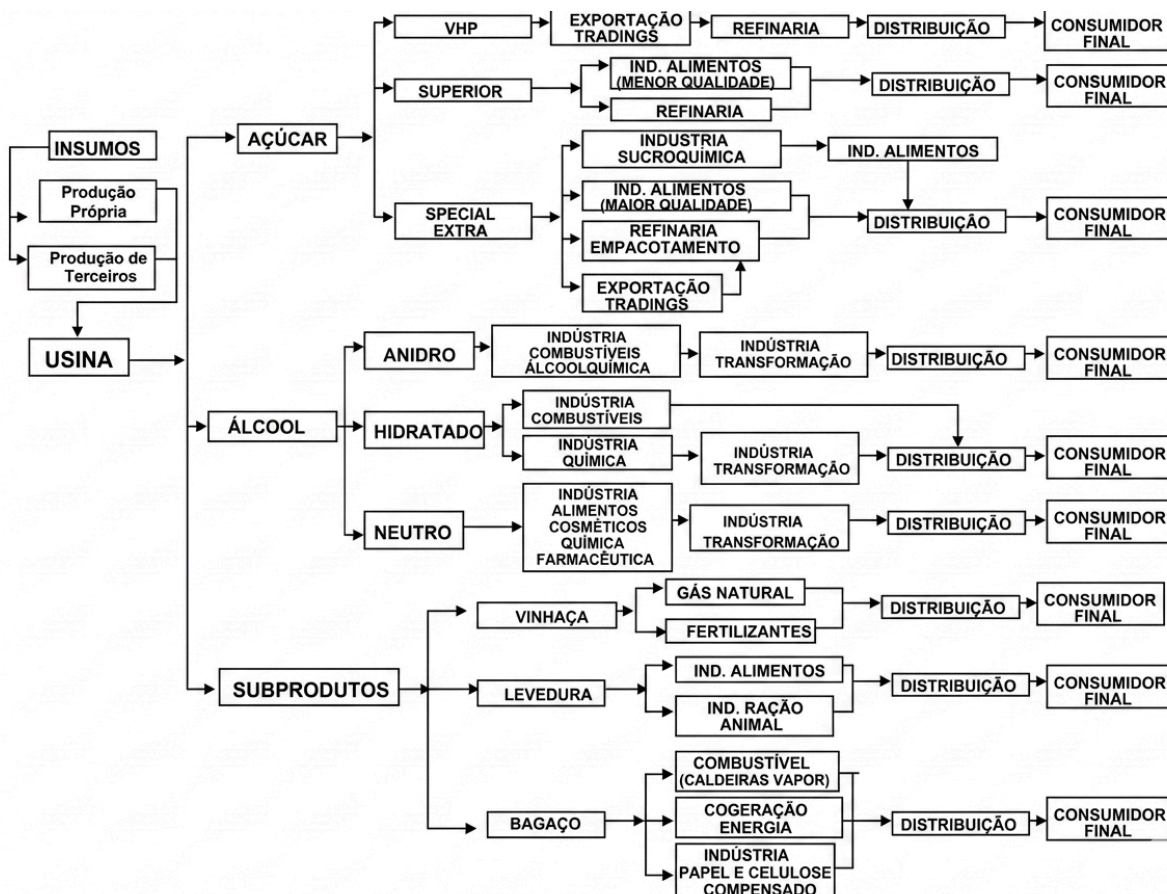 VHP
EXPORTAÇÃO
TRADINGS
REFINARIA
DISTRIBUIÇÃO
CONSUMIDOR
FINAL
SUPERIOR
IND. ALIMENTOS
(MENOR QUALIDADE)
REFINARIA
DISTRIBUIÇÃO
CONSUMIDOR
FINAL
INSUMOS
Produção
Própria
Produção de
Terceiros
USINA
AÇÚCAR
INDUSTRIA
SUCROQUÍMICA
IND. ALIMENTOS
SPECIAL
EXTRA
IND. ALIMENTOS
(MAIOR QUALIDADE)
REFINARIA
EMPACOTAMENTO
EXPORTAÇÃO
TRADINGS
DISTRIBUIÇÃO
CONSUMIDOR
FINAL
ÁLCOOL
ANIDRO
INDÚSTRIA
COMBUSTÍVEIS
ÁLCOOLQUÍMICA
INDÚSTRIA
TRANSFORMAÇÃO
DISTRIBUIÇÃO
CONSUMIDOR
FINAL
HIDRATADO
INDÚSTRIA
COMBUSTÍVEIS
INDÚSTRIA
QUÍMICA
INDÚSTRIA
TRANSFORMAÇÃO
DISTRIBUIÇÃO
CONSUMIDOR
FINAL
NEUTRO
INDÚSTRIA
ALIMENTOS
COSMÈTICOS
QUÍMICA
FARMACÊUTICA
INDÚSTRIA
TRANSFORMAÇÃO
DISTRIBUIÇÃO
CONSUMIDOR
FINAL
SUBPRODUTOS
VINHAÇA
GÁS NATURAL
FERTILIZANTES
DISTRIBUIÇÃO
CONSUMIDOR
FINAL
LEVEDURA
IND. ALIMENTOS
IND. RAÇÃO
ANIMAL
DISTRIBUIÇÃO
CONSUMIDOR
FINAL
BAGAÇO
COMBUSTÍVEL
(CALDEIRAS VAPOR)
COGERAÇÃO
ENERGIA
INDÚSTRIA
PAPEL E CELULOSE
COMPENSADO
DISTRIBUIÇÃO
CONSUMIDOR
FINAL